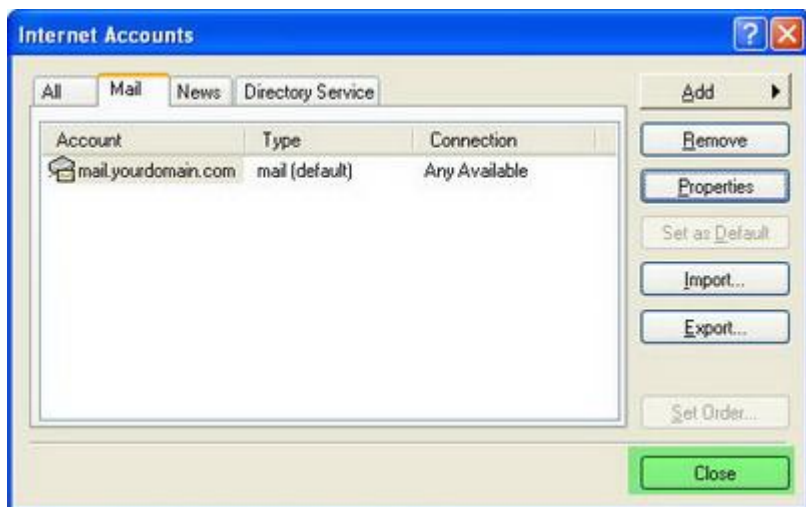 Internet Accounts
All Mail News Directory Service
Account Type Connection
mail.yourdomain.com mail (default) Any Available
Add
Remove
Properties
Set as Default
Import...
Export...
Set Order...
Close